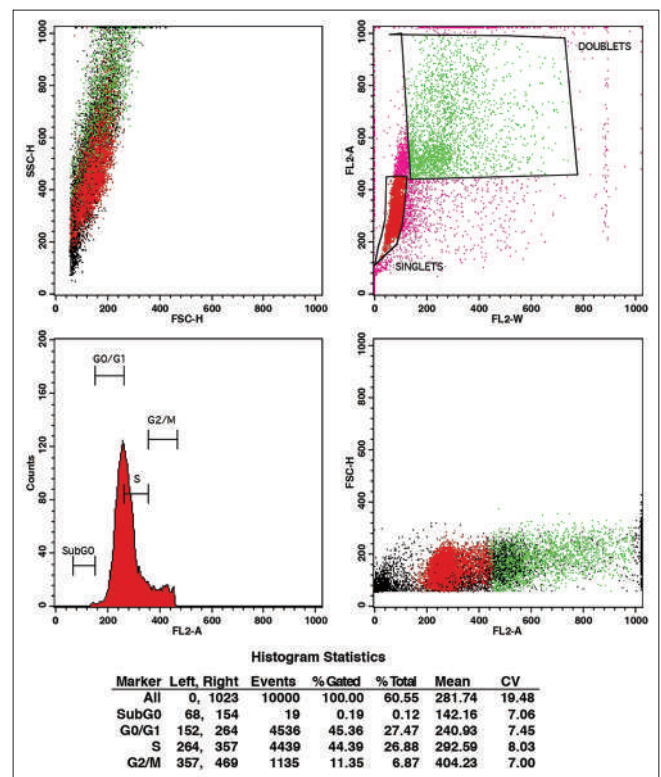 1000
800
600
400
200
0
SSC-H
0 200 400 600 800 1000
FSC-H
1000
800
600
400
200
0
FL2-A
DOUBLETS
SINGLETS
0 200 400 600 800 1000
FL2-W
200
160
120
80
40
0
Counts
G0/G1
G2/M
S
SubG0
0 200 400 600 800 1000
FL2-A
1000
800
600
400
200
0
FSC-H
0 200 400 600 800 1000
FL2-A
Histogram Statistics
Marker Left, Right Events % Gated % Total Mean CV
All 0, 1023 10000 100.00 60.55 281.74 19.48
SubG0 68, 154 19 0.19 0.12 142.16 7.06
G0/G1 152, 264 4536 45.36 27.47 240.93 7.45
S 264, 357 4439 44.39 26.88 292.59 8.03
G2/M 357, 469 1135 11.35 6.87 404.23 7.00